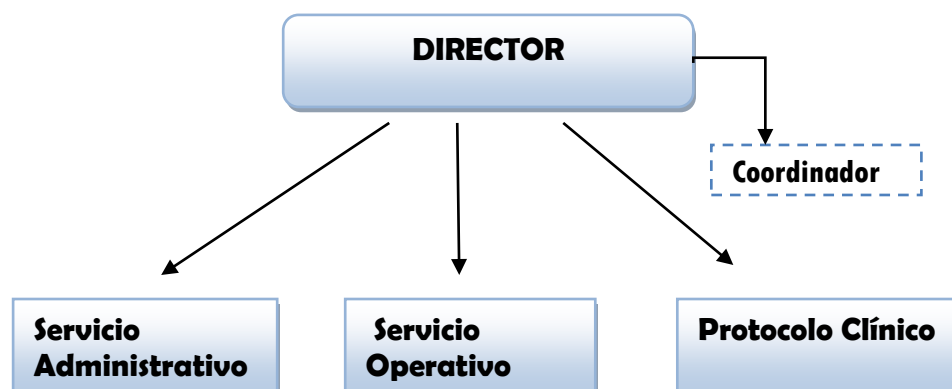 DIRECTOR
Coordinador
Servicio
Administrativo
Servicio
Operativo
Protocolo Clínico